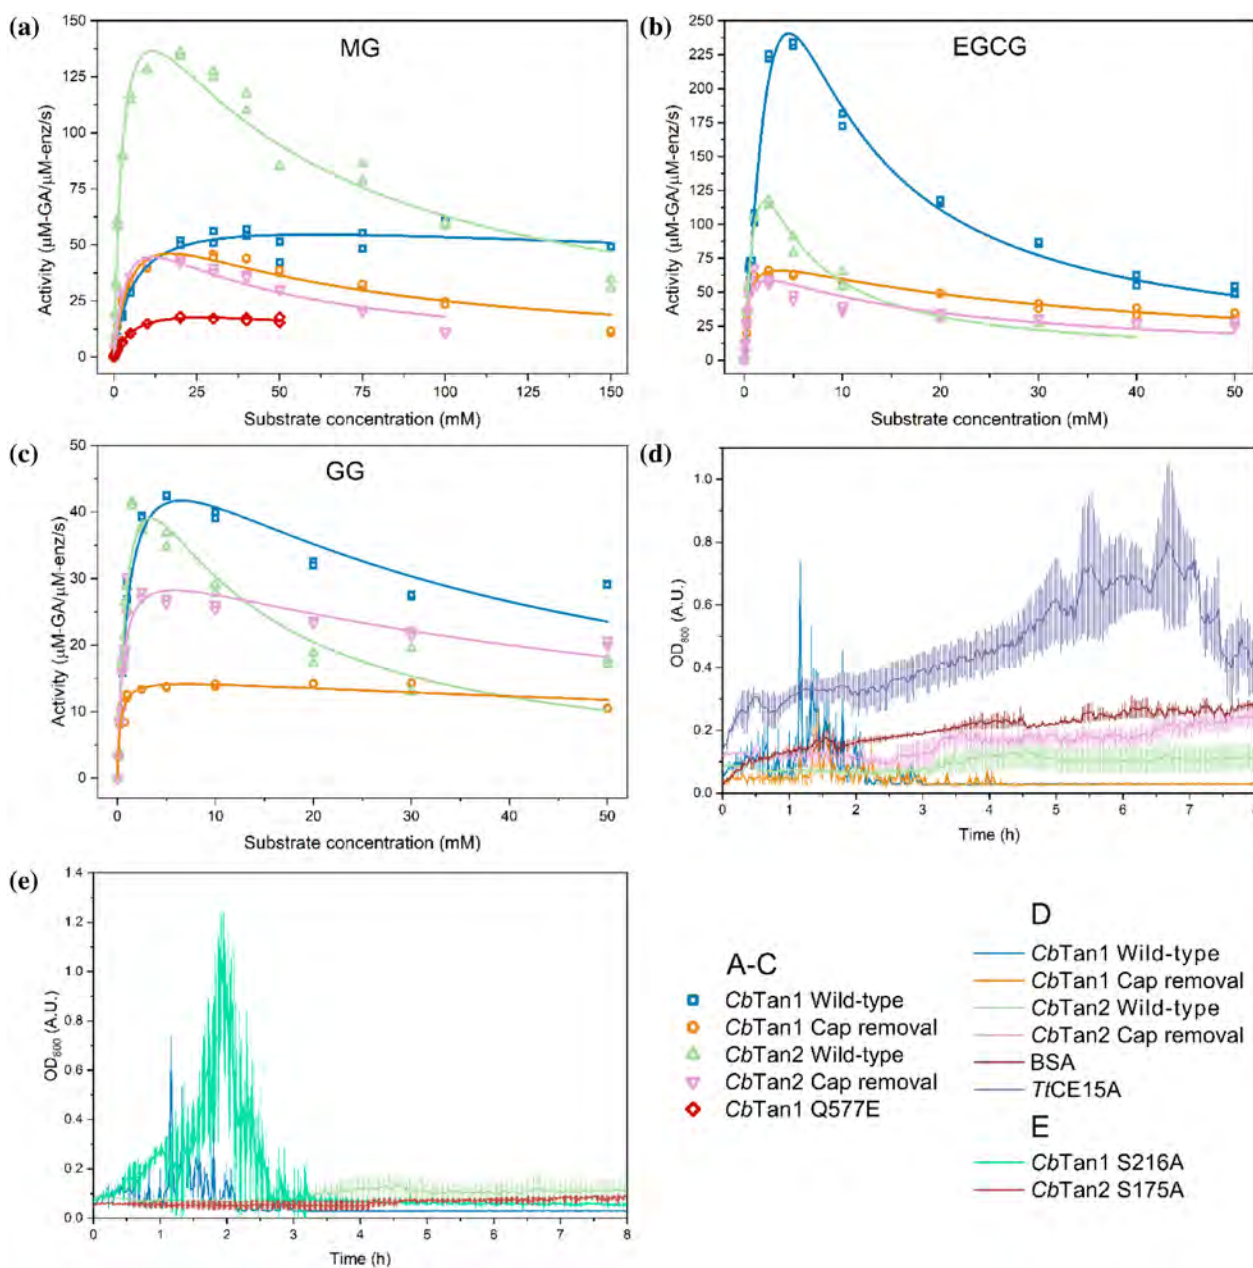 (a)
MG
150
125
100
75
50
25
0
Activity (μM-GA/μM-enz/s)
0 25 50 75 100 125 150
Substrate concentration (mM)
(b)
EGCG
250
225
200
175
150
125
100
75
50
25
0
Activity (μM-GA/μM-enz/s)
0 10 20 30 40 50
Substrate concentration (mM)
(c)
GG
50
40
30
20
10
0
Activity (μM-GA/μM-enz/s)
0 10 20 30 40 50
Substrate concentration (mM)
(d)
1.0
0.8
0.6
0.4
0.2
0.0
OD₈₀₀ (A.U.)
0 1 2 3 4 5 6 7 8
Time (h)
(e)
1.4
1.2
1.0
0.8
0.6
0.4
0.2
0.0
OD₈₀₀ (A.U.)
0 1 2 3 4 5 6 7 8
Time (h)
A-C
CbTan1 Wild-type
CbTan1 Cap removal
CbTan2 Wild-type
CbTan2 Cap removal
CbTan1 Q577E
D
CbTan1 Wild-type
CbTan1 Cap removal
CbTan2 Wild-type
CbTan2 Cap removal
BSA
TtCE15A
E
CbTan1 S216A
CbTan2 S175A